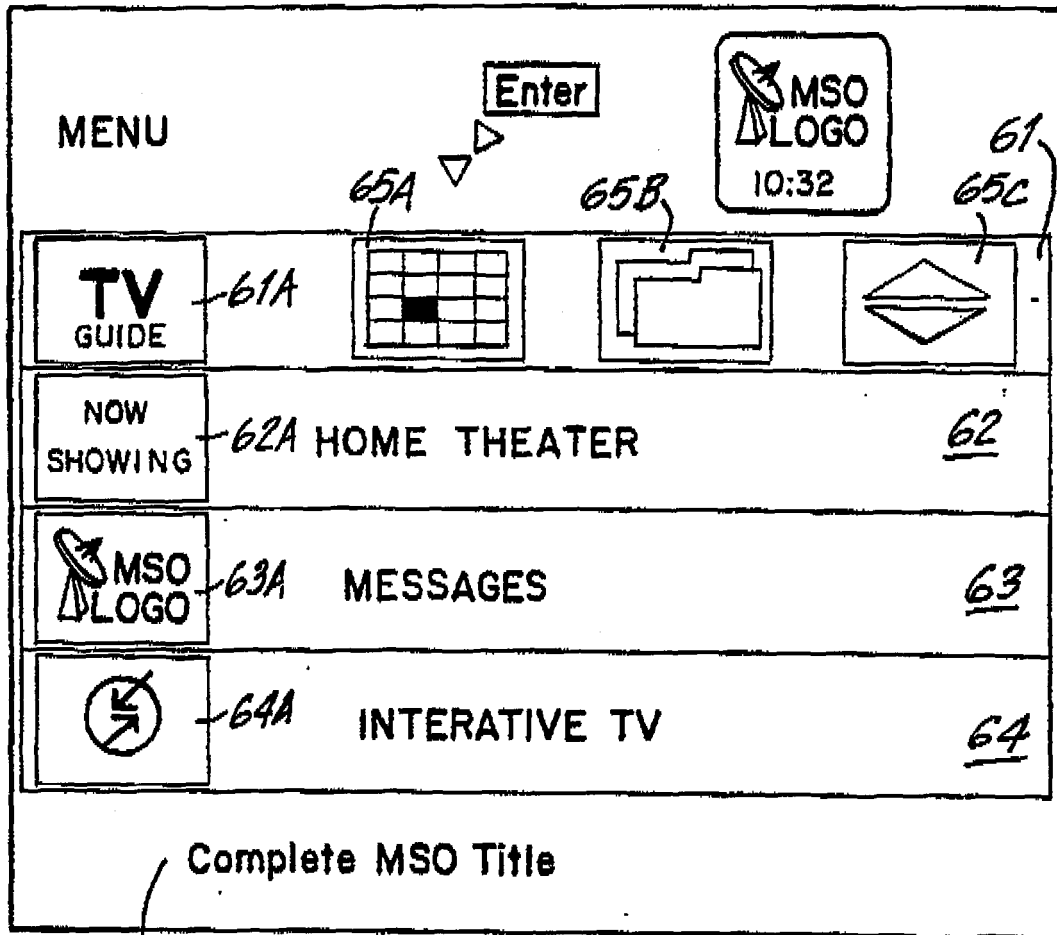 Enter
MSO
LOGO
10:32
MENU
61
65A
65B
65C
TV
GUIDE
61A
NOW
SHOWING
62A
HOME THEATER
62
MSO
LOGO
63A
MESSAGES
63
64A
INTERATIVE TV
64
Complete MSO Title